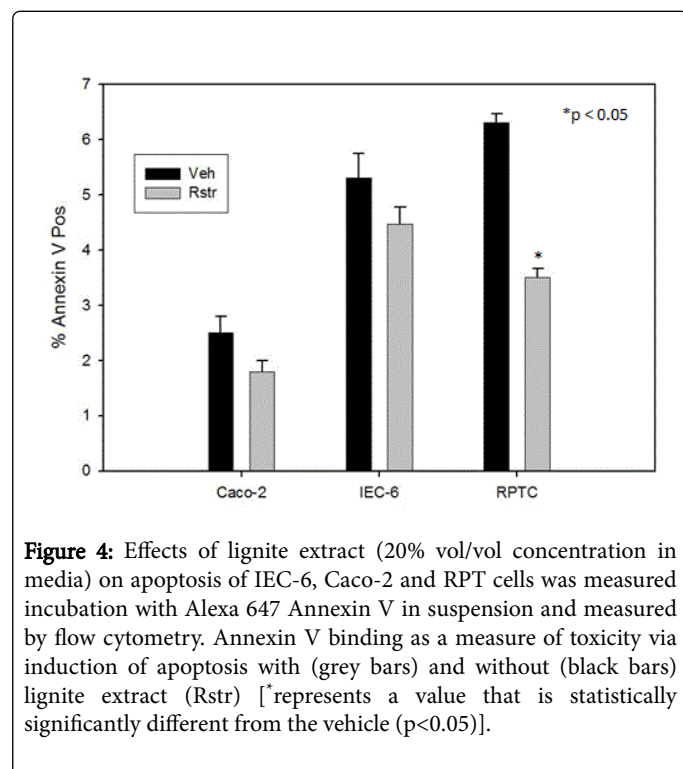 7
*p < 0.05
6
Veh
Rstr
5
*
4
% Annexin V Pos
3
2
1
0
Caco-2 IEC-6 RPTC
Figure 4: Effects of lignite extract (20% vol/vol concentration in
media) on apoptosis of IEC-6, Caco-2 and RPT cells was measured
incubation with Alexa 647 Annexin V in suspension and measured
by flow cytometry. Annexin V binding as a measure of toxicity via
induction of apoptosis with (grey bars) and without (black bars)
lignite extract (Rstr) [*represents a value that is statistically
significantly different from the vehicle (p<0.05)].